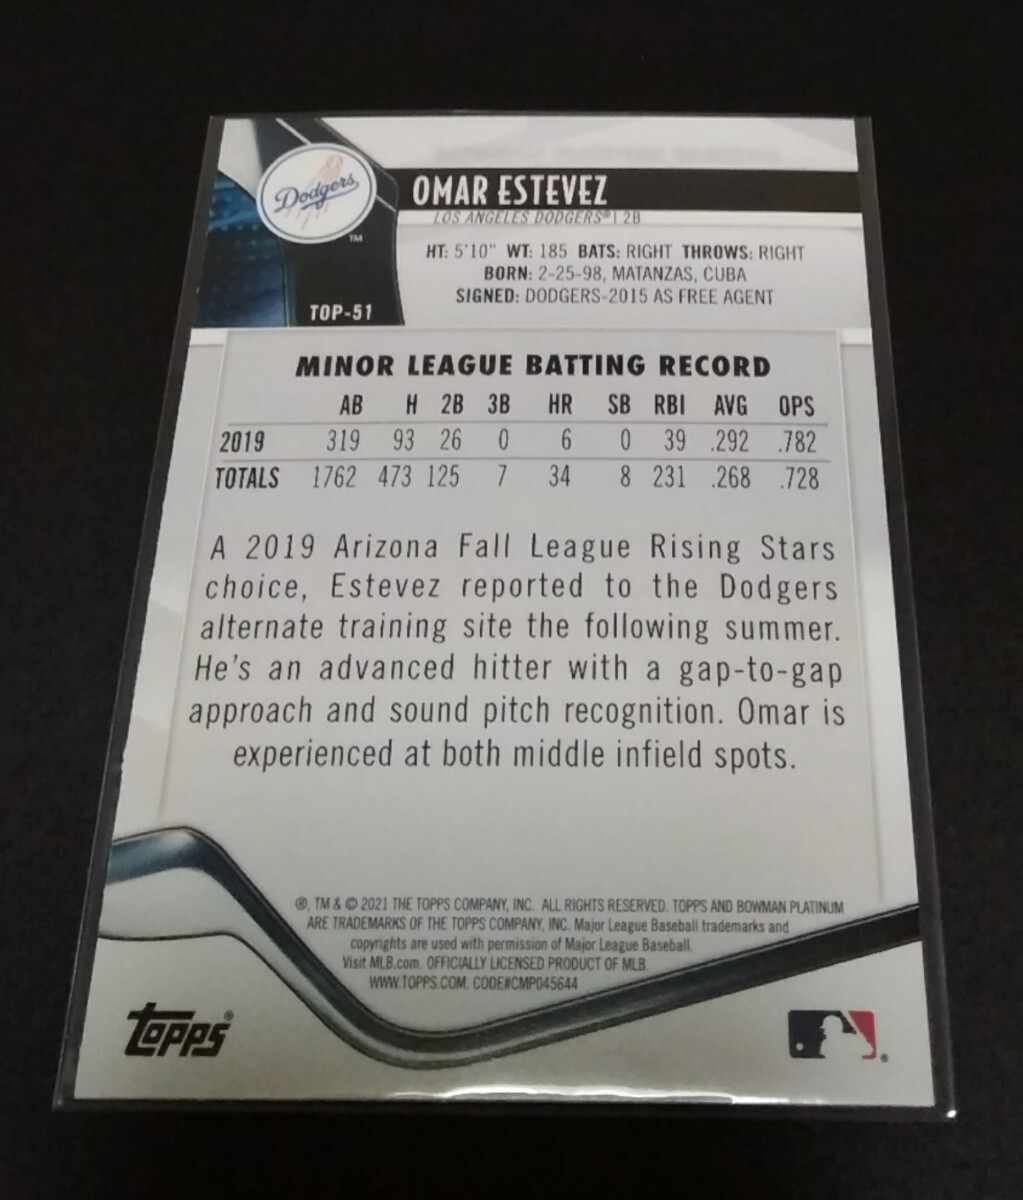 Dodgers
TM
OMAR ESTEVEZ
LOS ANGELES DODGERS® | 2B
HT: 5'10" WT: 185 BATS: RIGHT THROWS: RIGHT
BORN: 2-25-98, MATANZAS, CUBA
SIGNED: DODGERS-2015 AS FREE AGENT
TOP-51
MINOR LEAGUE BATTING RECORD
AB H 2B 3B HR SB RBI AVG OPS
2019 319 93 26 0 6 0 39 .292 .782
TOTALS 1762 473 125 7 34 8 231 .268 .728
A 2019 Arizona Fall League Rising Stars
choice, Estevez reported to the Dodgers
alternate training site the following summer.
He's an advanced hitter with a gap-to-gap
approach and sound pitch recognition. Omar is
experienced at both middle infield spots.
®, TM & © 2021 THE TOPPS COMPANY, INC. ALL RIGHTS RESERVED. TOPPS AND BOWMAN PLATINUM
ARE TRADEMARKS OF THE TOPPS COMPANY, INC. Major League Baseball trademarks and
copyrights are used with permission of Major League Baseball.
Visit MLB.com. OFFICIALLY LICENSED PRODUCT OF MLB.
WWW.TOPPS.COM. CODE#CMP045644
Topps®
®